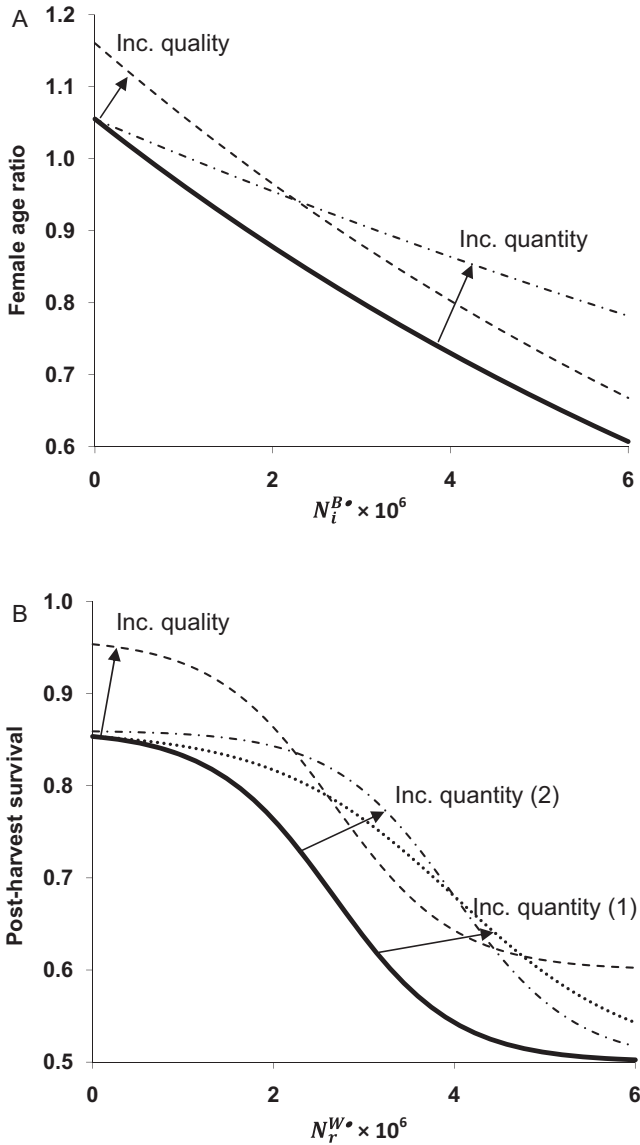 A
1.2
Inc. quality
1.1
1.0
Female age ratio
0.9
Inc. quantity
0.8
0.7
0.6
0 2 4 6
N_i^{B•} × 10^6
B
1.0
Inc. quality
0.9
0.8
Inc. quantity (2)
Post-harvest survival
0.7
Inc. quantity (1)
0.6
0.5
0 2 4 6
N_r^{W•} × 10^6